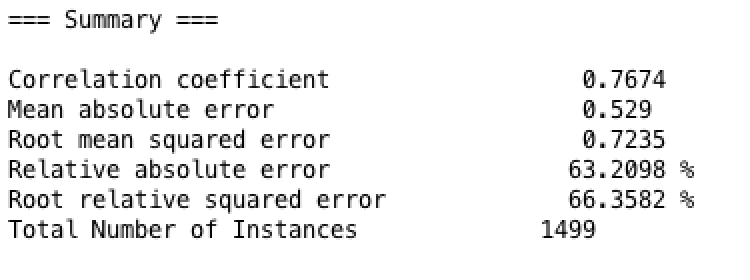 === Summary ===
Correlation coefficient 0.7674
Mean absolute error 0.529
Root mean squared error 0.7235
Relative absolute error 63.2098 %
Root relative squared error 66.3582 %
Total Number of Instances 1499